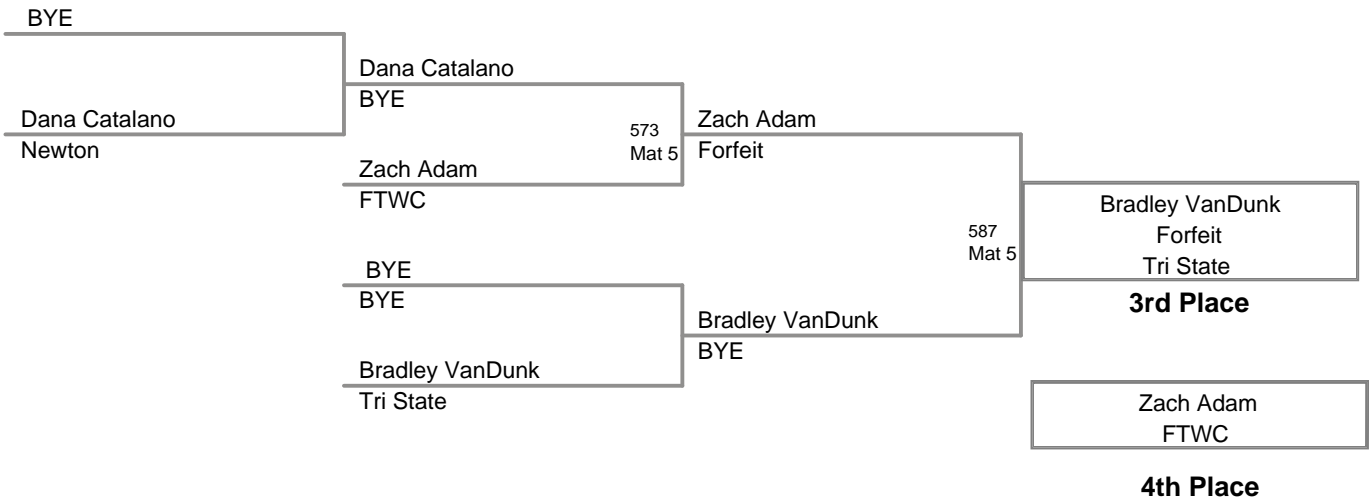 BYE
Dana Catalano
BYE
Dana Catalano
Newton
573
Mat 5
Zach Adam
Forfeit
Zach Adam
FTWC
Bradley VanDunk
Forfeit
Tri State
3rd Place
587
Mat 5
BYE
BYE
Bradley VanDunk
BYE
Bradley VanDunk
Tri State
Zach Adam
FTWC
4th Place